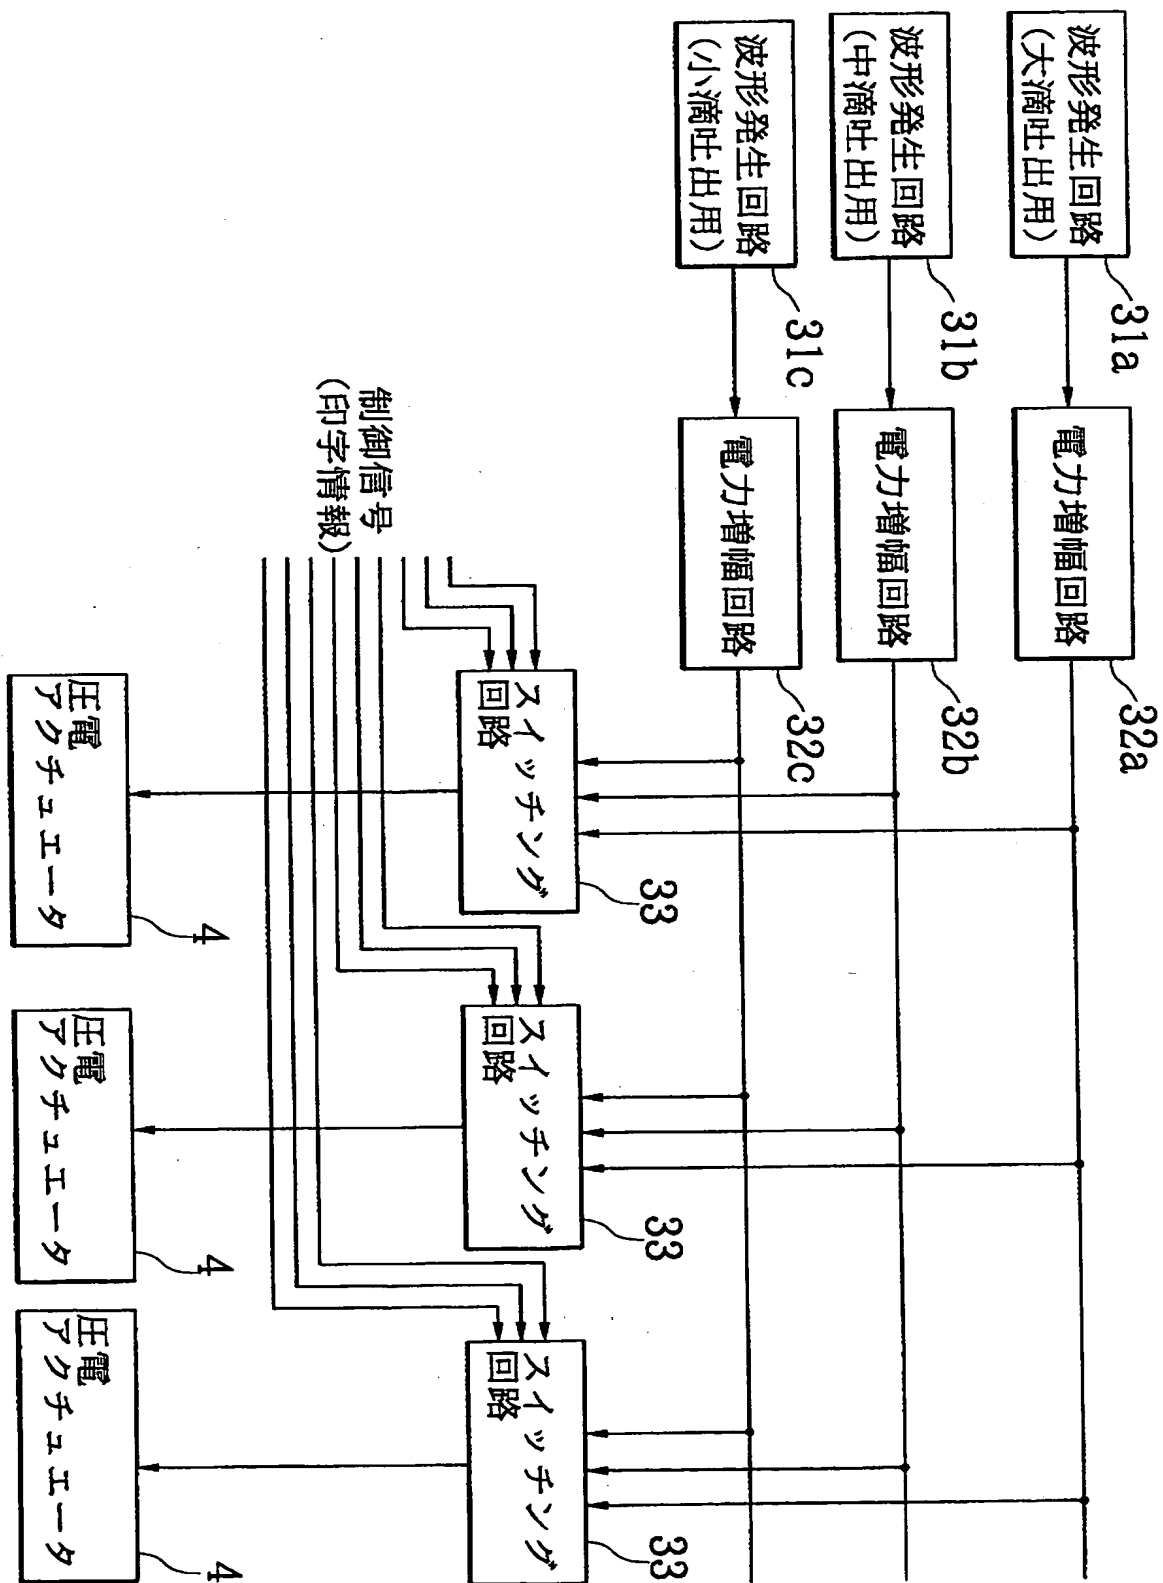 波形発生回路
(大滴吐出用)
31a
電力増幅回路
32a
波形発生回路
(中滴吐出用)
31b
電力増幅回路
32b
波形発生回路
(小滴吐出用)
31c
電力増幅回路
32c
制御信号
(印字情報)
スイッチング
回路
33
スイッチング
回路
33
スイッチング
回路
33
圧電
アクチュエータ
4
圧電
アクチュエータ
4
圧電
アクチュエータ
4